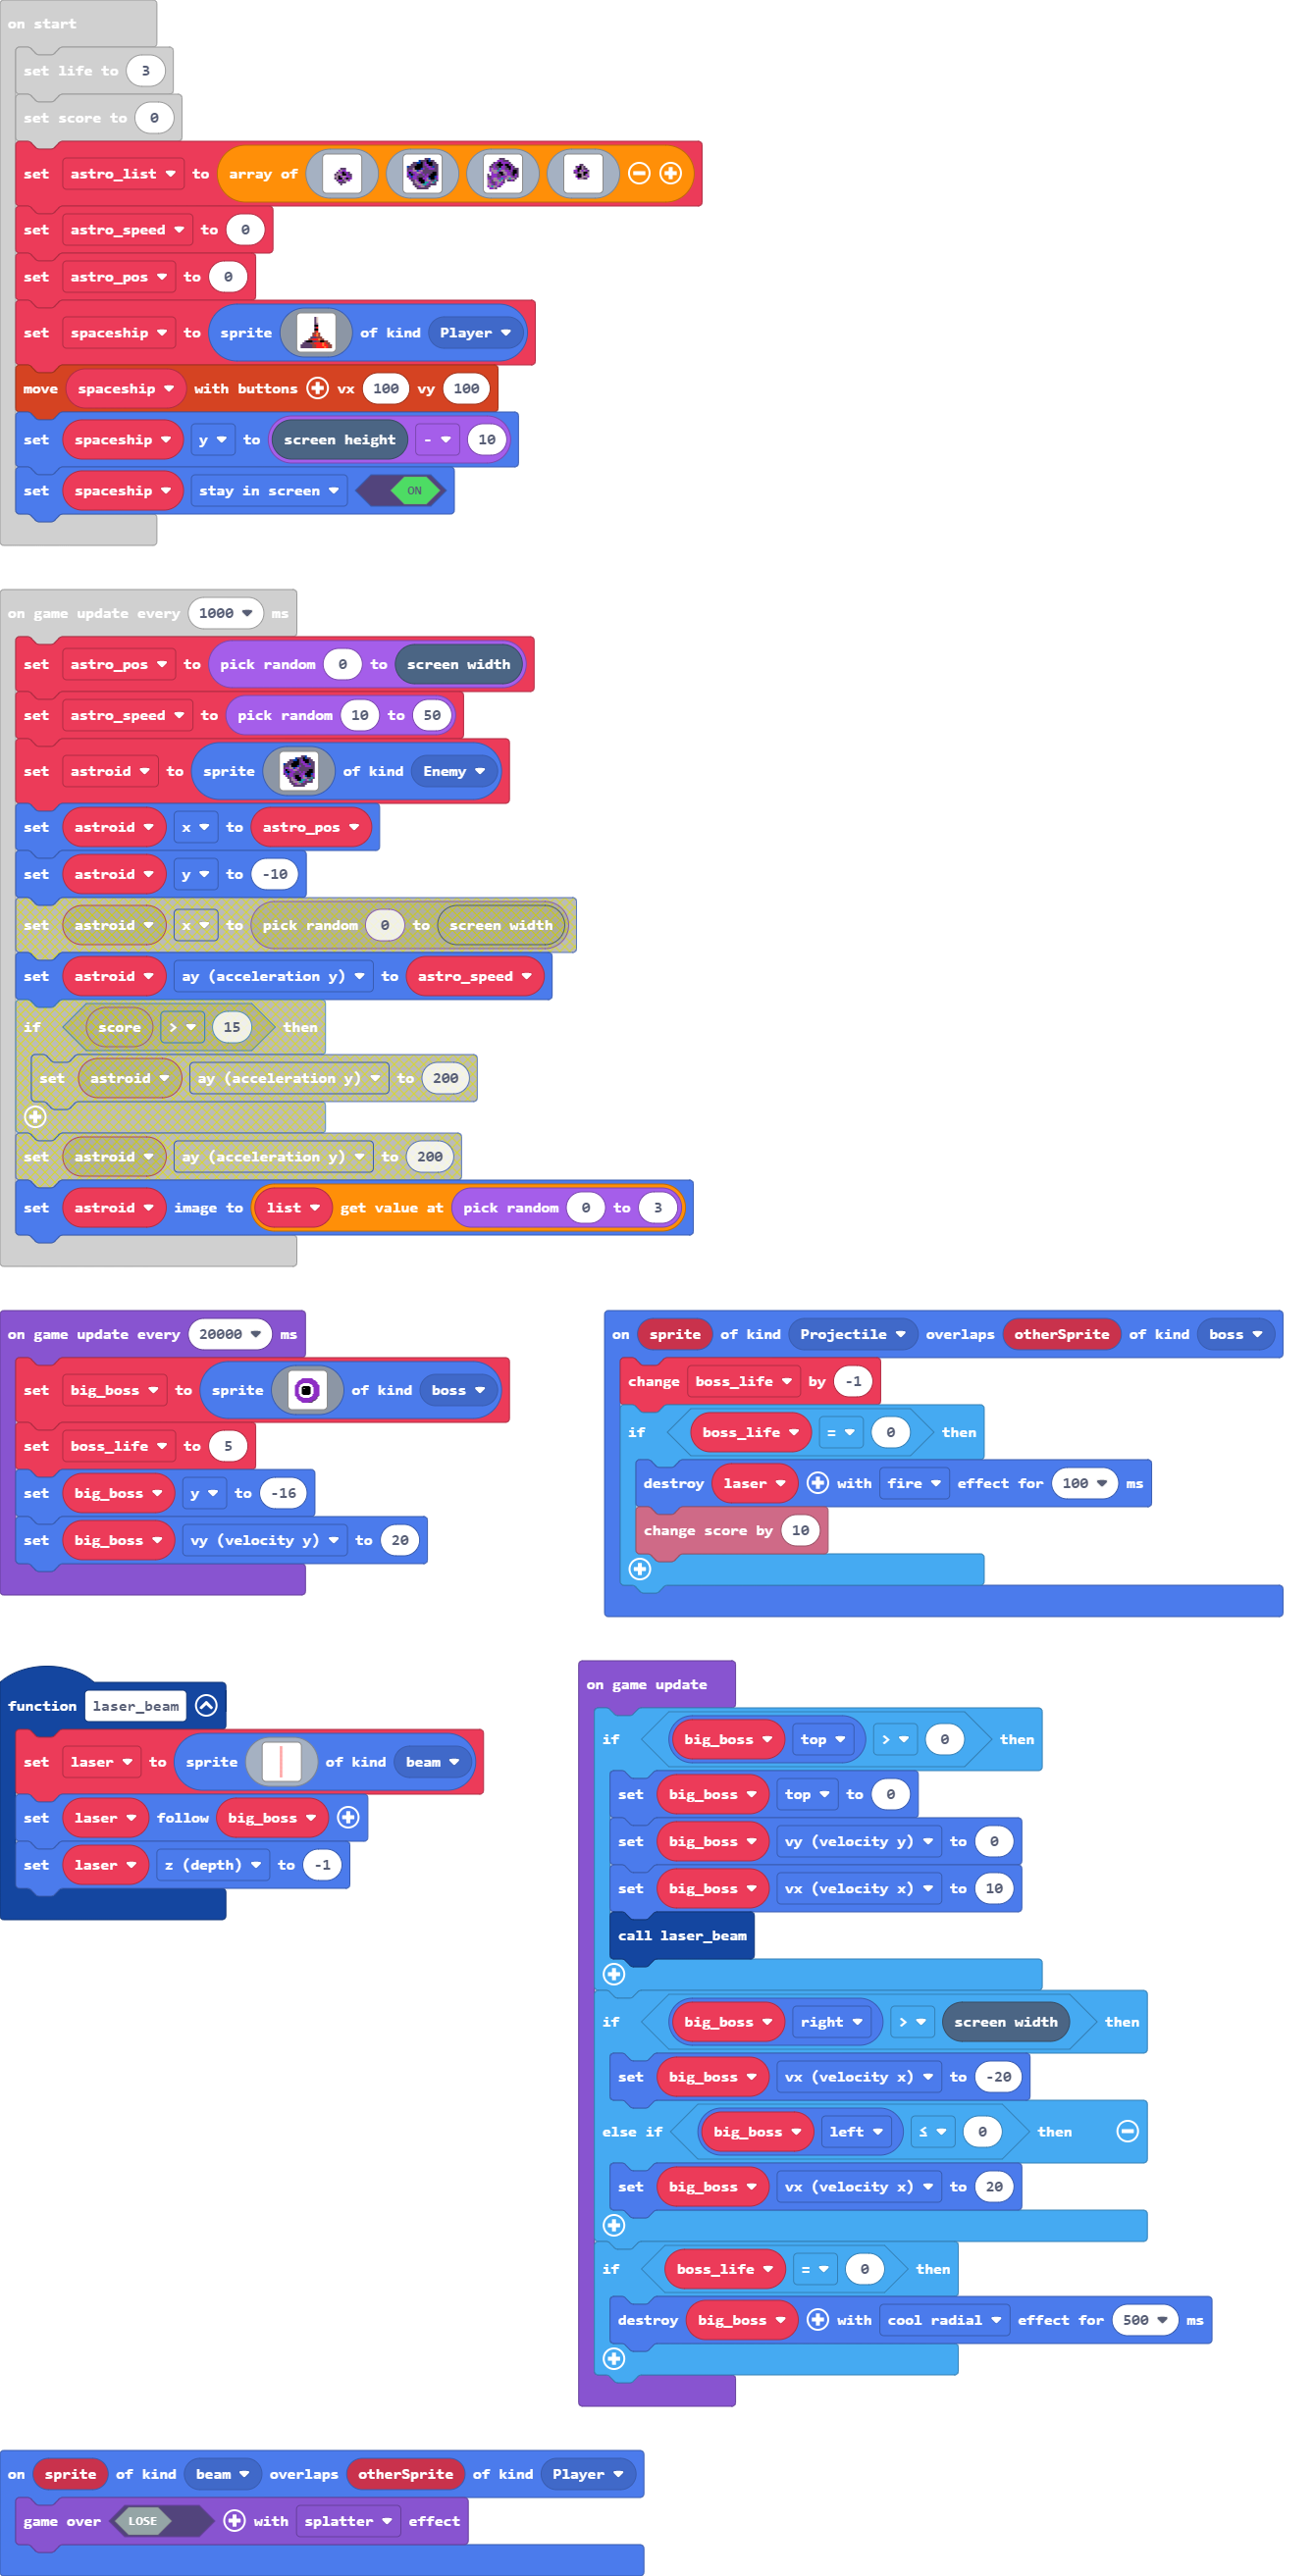 on start
set life to 3
set score to 0
set astro_list to array of
set astro_speed to 0
set astro_pos to 0
set spaceship to sprite of kind Player
move spaceship with buttons vx 100 vy 100
set spaceship y to screen height - 10
set spaceship stay in screen ON
on game update every 1000 ms
set astro_pos to pick random 0 to screen width
set astro_speed to pick random 10 to 50
set astroid to sprite of kind Enemy
set astroid x to astro_pos
set astroid y to -10
set astroid x to pick random 0 to screen width
set astroid ay (acceleration y) to astro_speed
if score > 15 then
set astroid ay (acceleration y) to 200
set astroid ay (acceleration y) to 200
set astroid image to list get value at pick random 0 to 3
on game update every 20000 ms
set big_boss to sprite of kind boss
set boss_life to 5
set big_boss y to -16
set big_boss vy (velocity y) to 20
on sprite of kind Projectile overlaps otherSprite of kind boss
change boss_life by -1
if boss_life = 0 then
destroy laser with fire effect for 100 ms
change score by 10
function laser_beam
set laser to sprite of kind beam
set laser follow big_boss
set laser z (depth) to -1
on game update
if big_boss top > 0 then
set big_boss top to 0
set big_boss vy (velocity y) to 0
set big_boss vx (velocity x) to 10
call laser_beam
if big_boss right > screen width then
set big_boss vx (velocity x) to -20
else if big_boss left ≤ 0 then
set big_boss vx (velocity x) to 20
if boss_life = 0 then
destroy big_boss with cool radial effect for 500 ms
on sprite of kind beam overlaps otherSprite of kind Player
game over LOSE with splatter effect